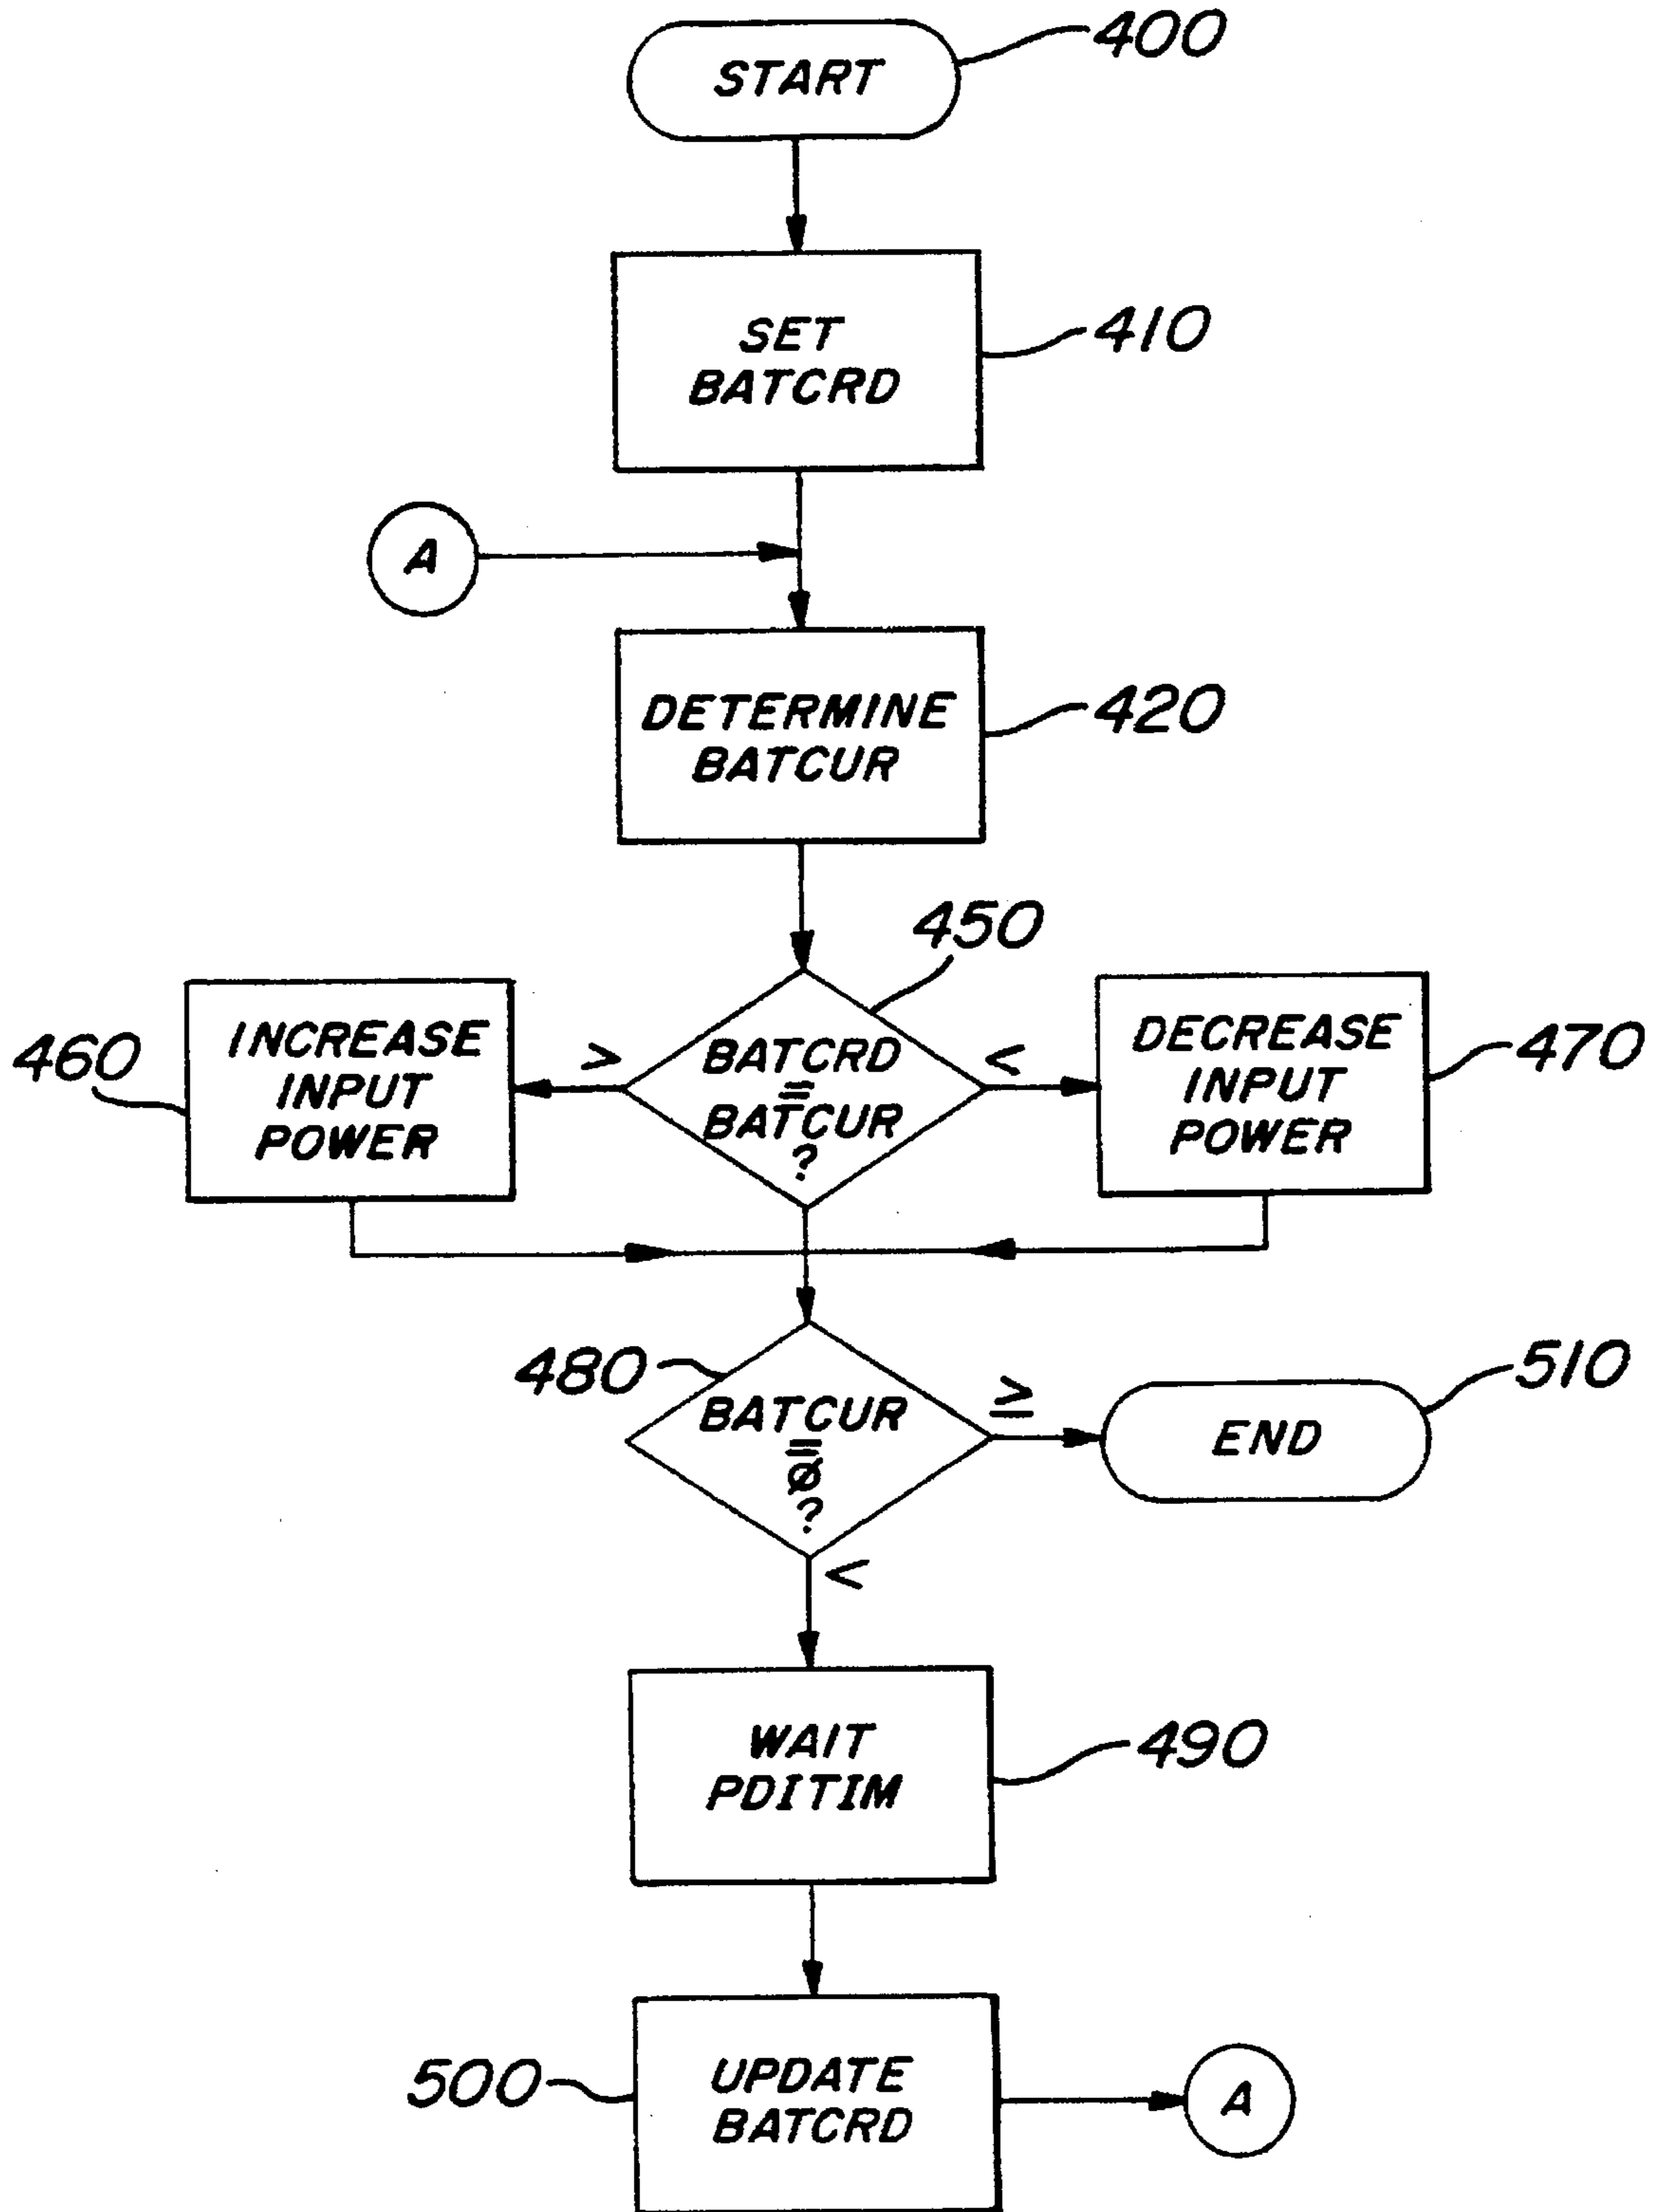 START
400
SET
BATCRD
410
A
DETERMINE
BATCUR
420
450
460
INCREASE
INPUT
POWER
>
BATCRD
=
BATCUR
?
<
DECREASE
INPUT
POWER
470
480
BATCUR
=
Ø
?
≥
END
510
<
WAIT
PDITIM
490
500
UPDATE
BATCRD
A